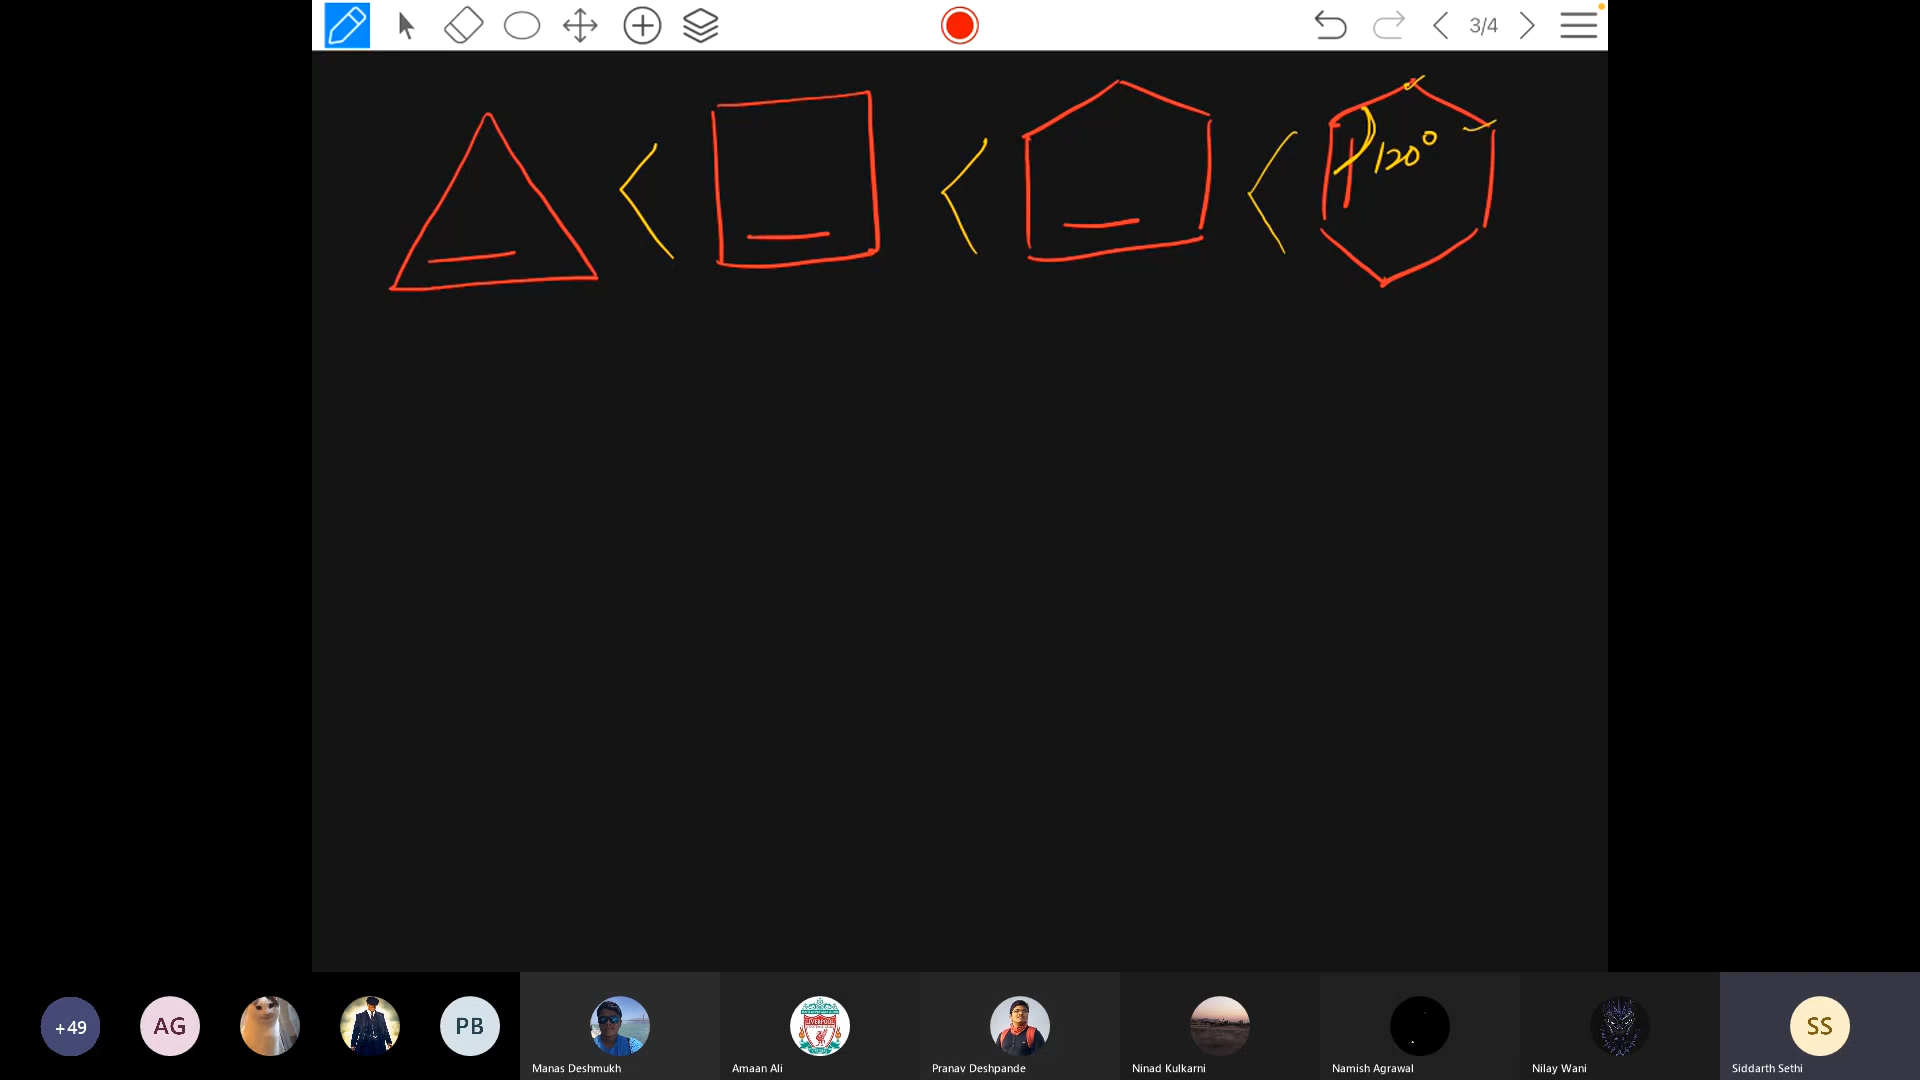 3/4
< < <
120°
+49
AG
PB
Manas Deshmukh
LIVERPOOL
Amaan Ali
Pranav Deshpande
Ninad Kulkarni
Namish Agrawal
Nilay Wani
SS
Siddarth Sethi